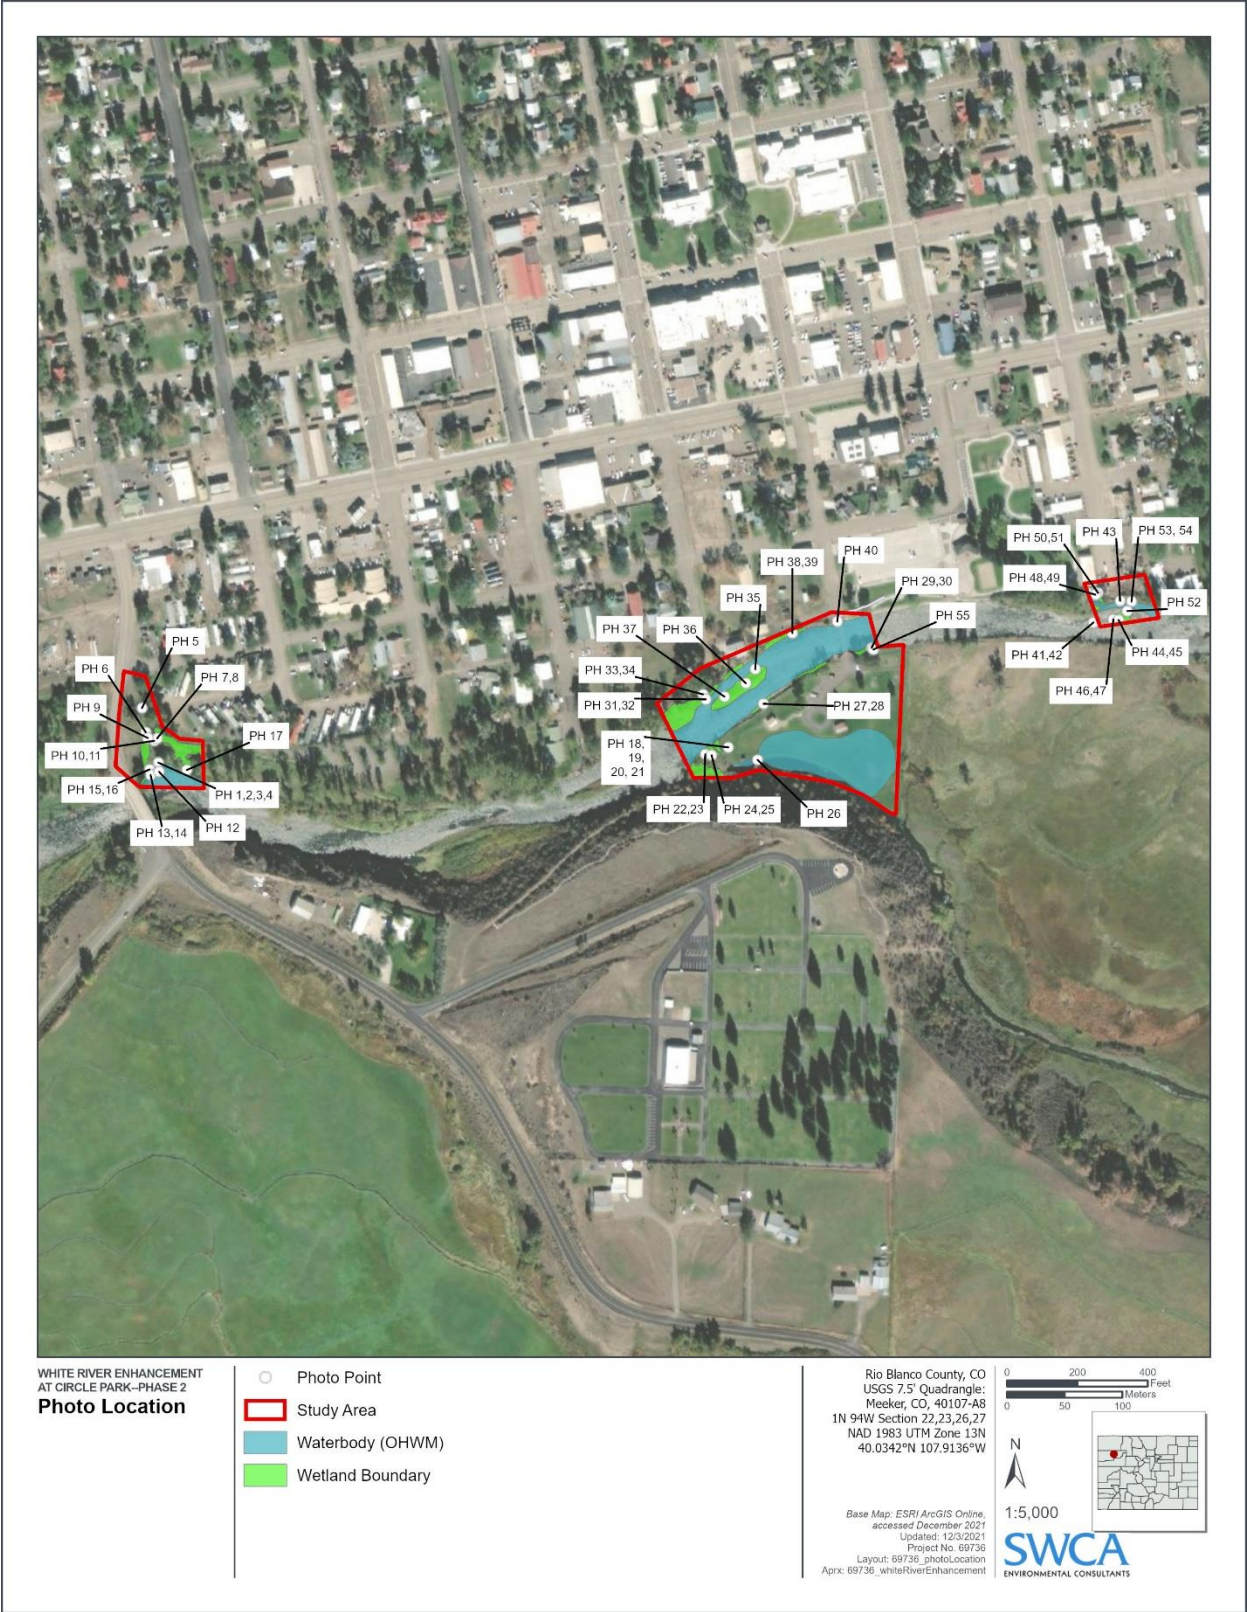 PH 50,51
PH 43
PH 53, 54
PH 40
PH 38,39
PH 48,49
PH 29,30
PH 52
PH 35
PH 55
PH 37
PH 36
PH 5
PH 41,42
PH 44,45
PH 6
PH 33,34
PH 7,8
PH 46,47
PH 9
PH 31,32
PH 27,28
PH 17
PH 18,
19,
20, 21
PH 10,11
PH 15,16
PH 1,2,3,4
PH 22,23
PH 24,25
PH 26
PH 13,14
PH 12
WHITE RIVER ENHANCEMENT
AT CIRCLE PARK--PHASE 2
Photo Location
Photo Point
Study Area
Waterbody (OHWM)
Wetland Boundary
Rio Blanco County, CO
USGS 7.5' Quadrangle:
Meeker, CO, 40107-A8
1N 94W Section 22,23,26,27
NAD 1983 UTM Zone 13N
40.0342°N 107.9136°W
Base Map: ESRI ArcGIS Online,
accessed December 2021
Updated: 12/3/2021
Project No. 69736
Layout: 69736_photoLocation
Aprx: 69736_whiteRiverEnhancement
0 200 400
Feet
Meters
0 50 100
N
1:5,000
SWCA
ENVIRONMENTAL CONSULTANTS